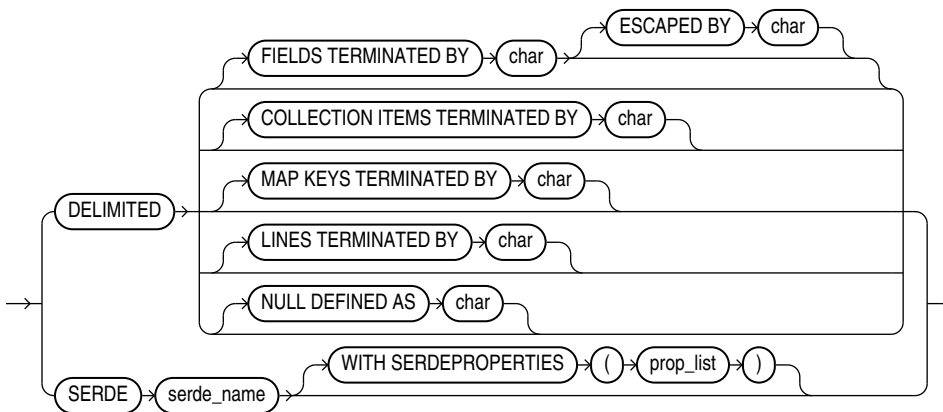 FIELDS TERMINATED BY char ESCAPED BY char
COLLECTION ITEMS TERMINATED BY char
DELIMITED
MAP KEYS TERMINATED BY char
LINES TERMINATED BY char
NULL DEFINED AS char
SERDE serde_name WITH SERDEPROPERTIES ( prop_list )